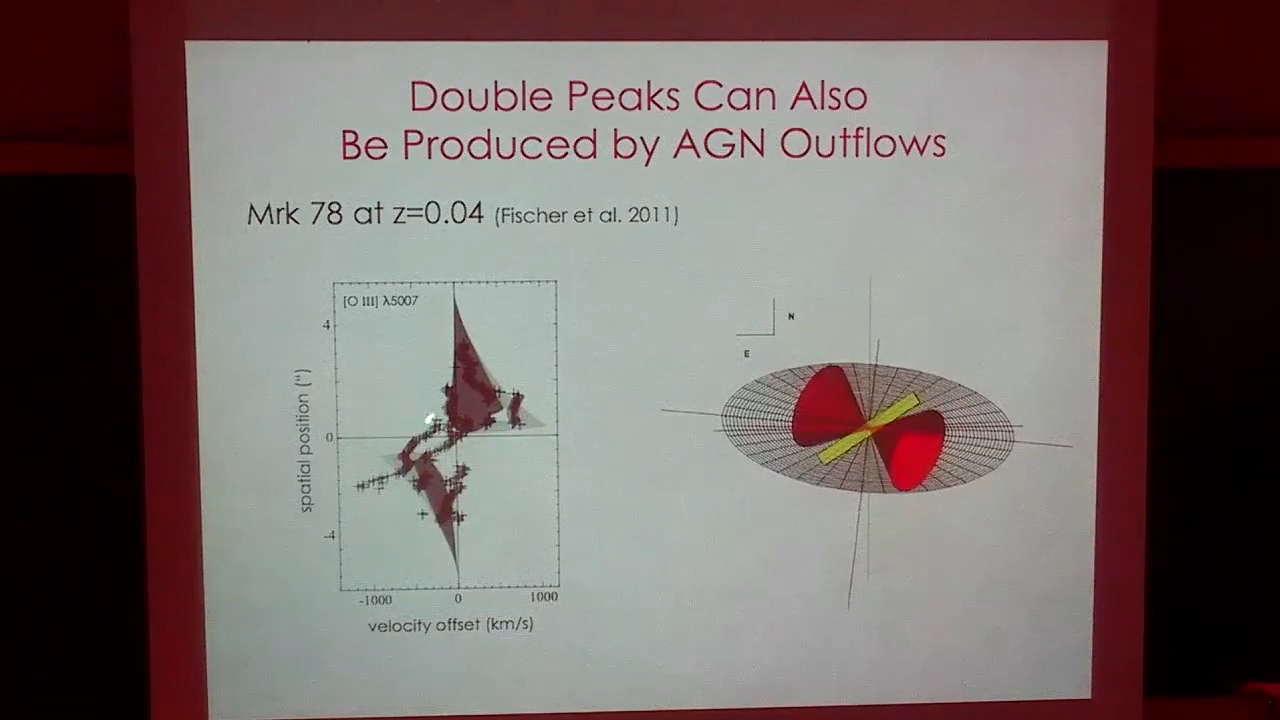 Double Peaks Can Also
Be Produced by AGN Outflows
Mrk 78 at z=0.04 (Fischer et al. 2011)
[O III] λ5007
4
0
-4
spatial position (")
-1000 0 1000
velocity offset (km/s)
N
E